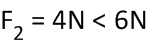 F₂ = 4N < 6N